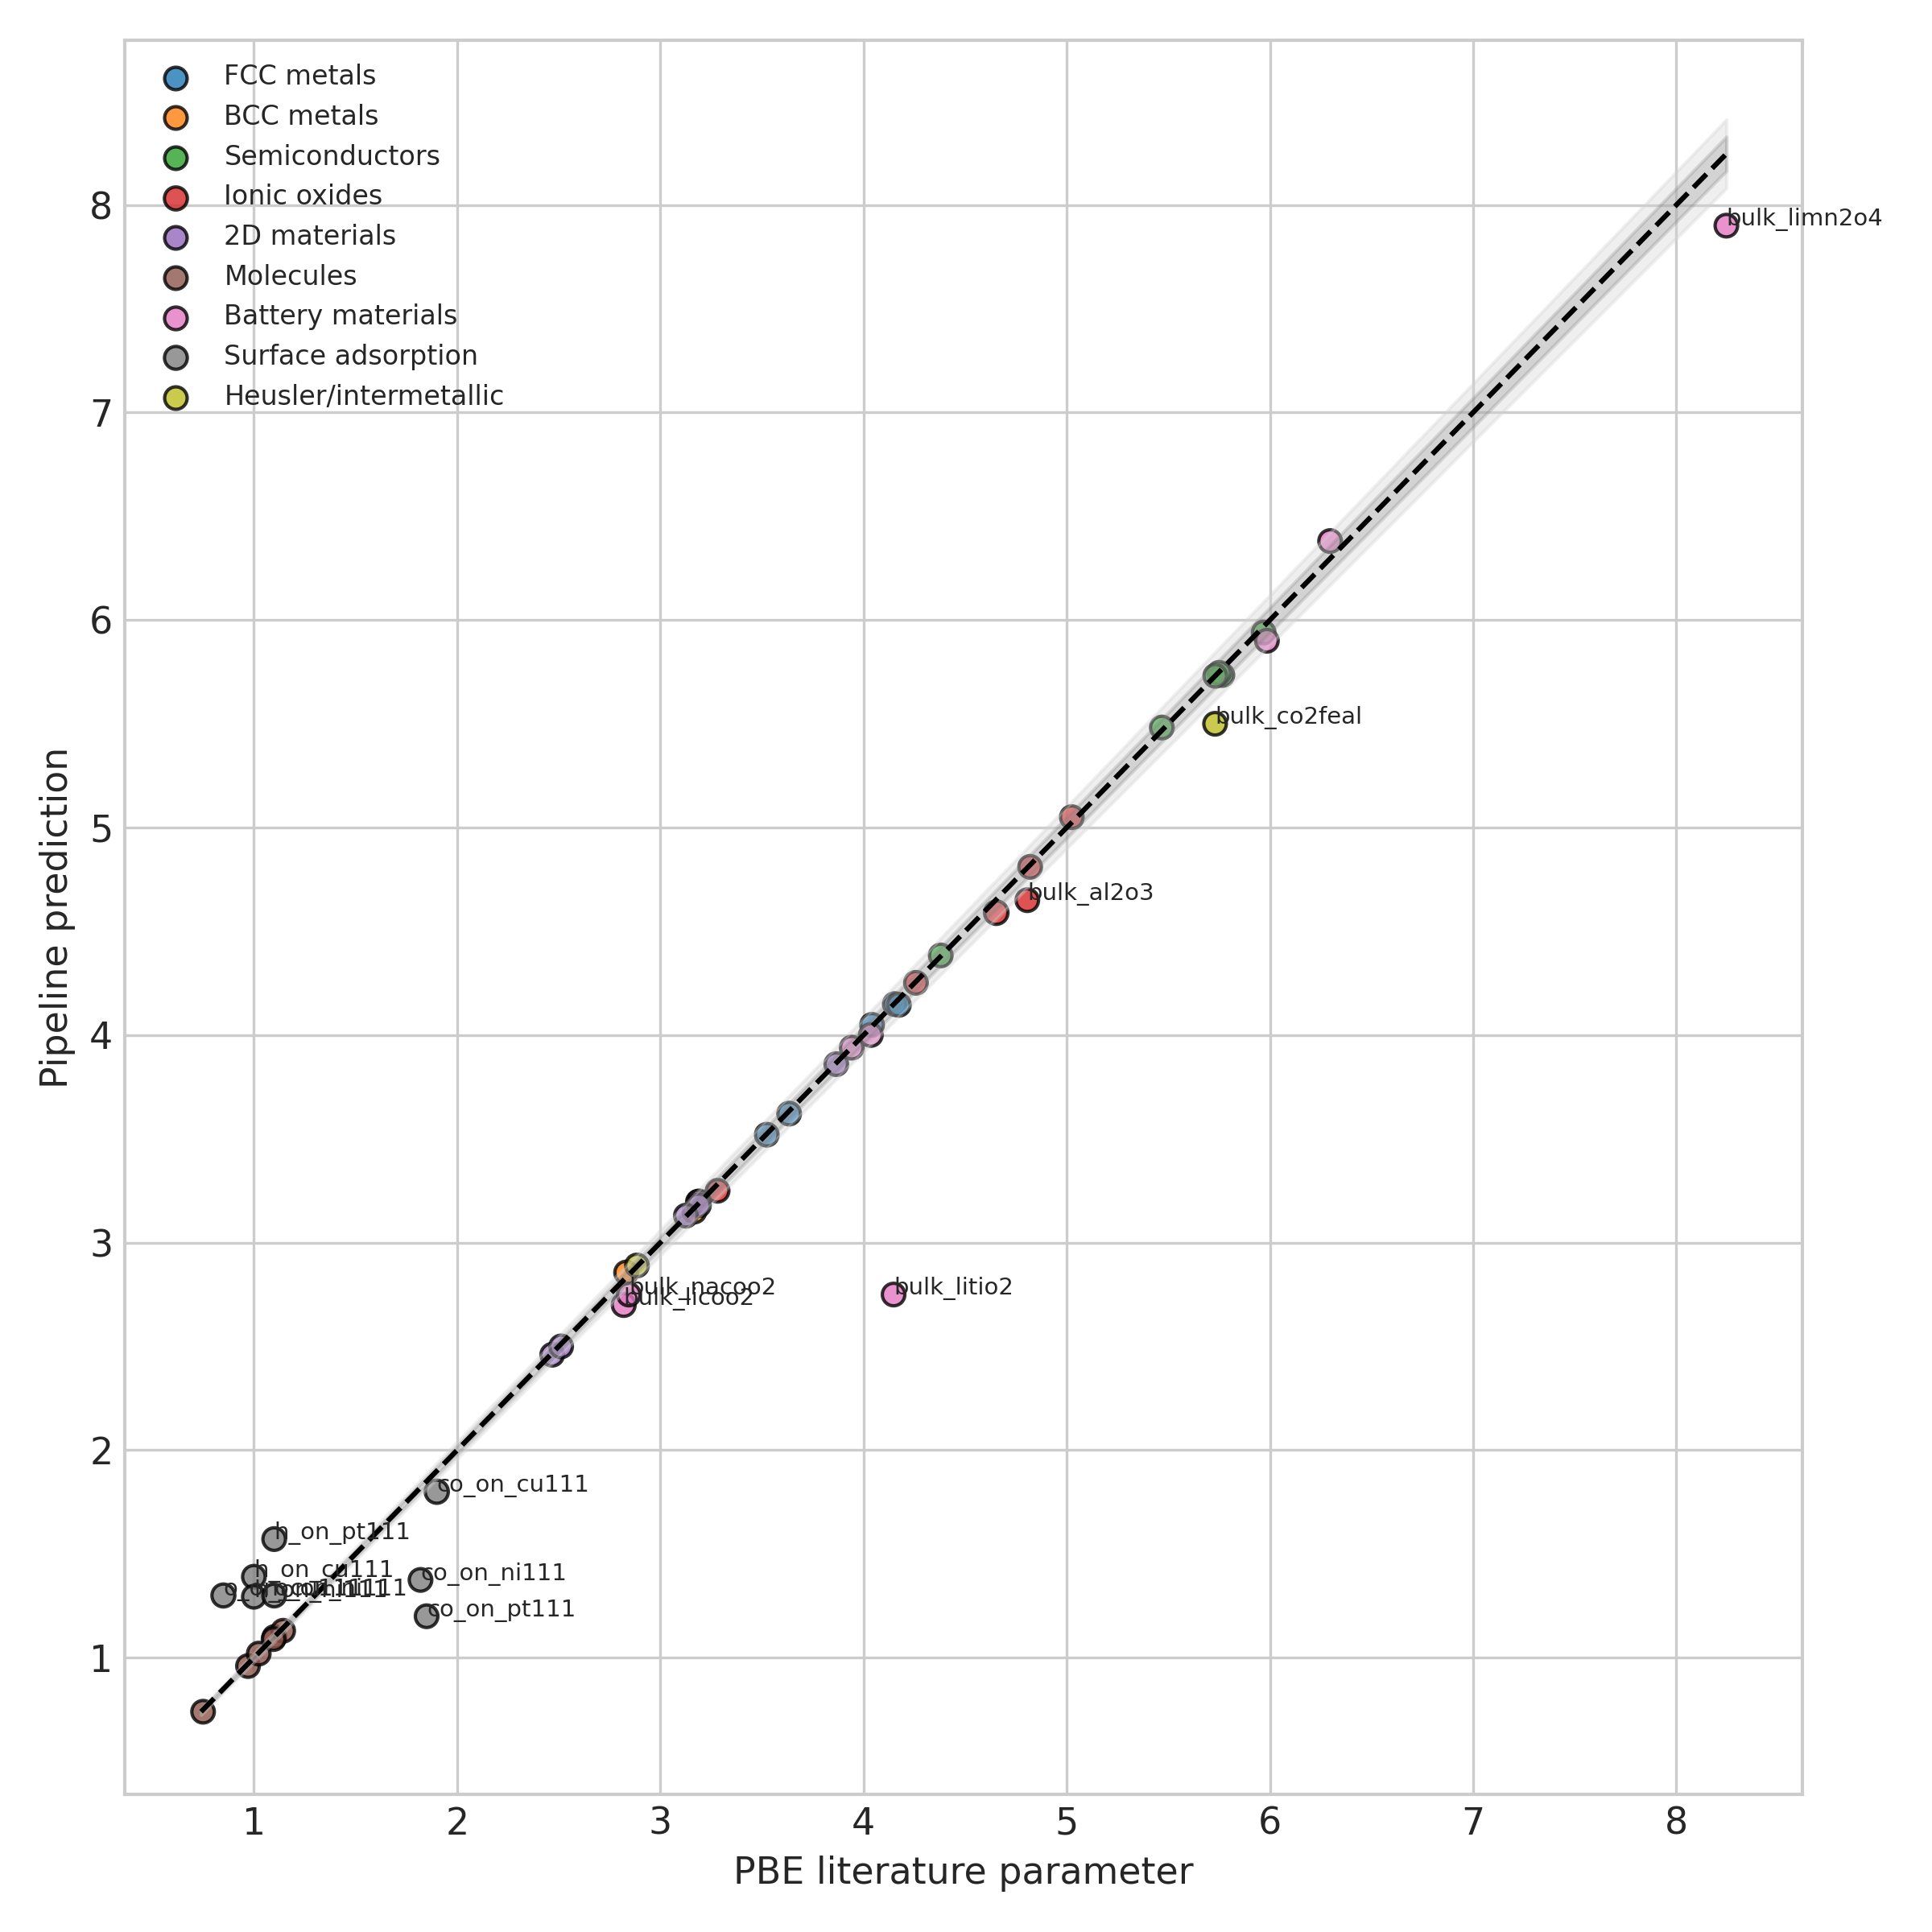 FCC metals
BCC metals
Semiconductors
Ionic oxides
2D materials
Molecules
Battery materials
Surface adsorption
Heusler/intermetallic
8
7
6
5
4
3
2
1
Pipeline prediction
bulk_limn2o4
bulk_co2feal
bulk_al2o3
bulk_nacoo2
bulk_licoo2
bulk_litio2
co_on_cu111
h_on_pt111
h_on_cu111
co_on_ni111
co_on_pt111
1 2 3 4 5 6 7 8
PBE literature parameter